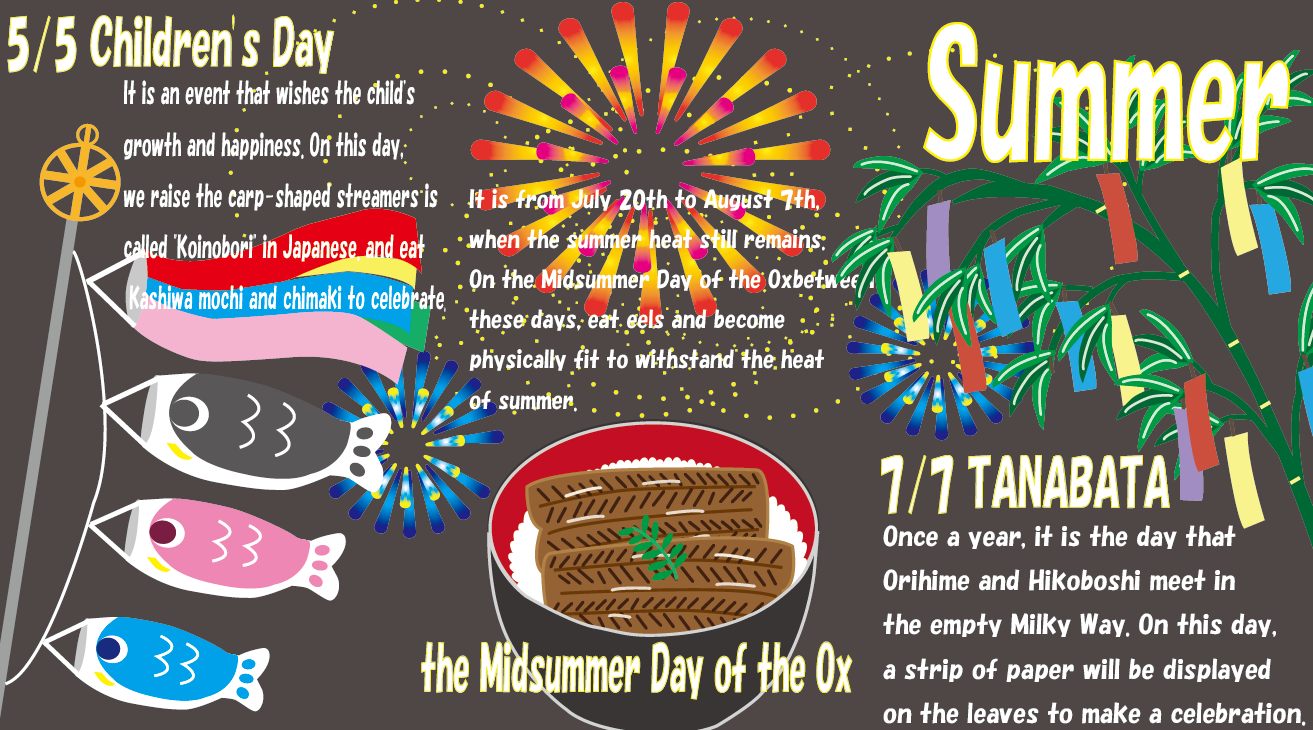 5/5 Children's Day
It is an event that wishes the child's
growth and happiness. On this day,
we raise the carp-shaped streamers is
called "Koinobori" in Japanese, and eat
Kashiwa mochi and chimaki to celebrate.
It is from July 20th to August 7th,
when the summer heat still remains.
On the Midsummer Day of the Oxbetween
these days, eat eels and become
physically fit to withstand the heat
of summer.
the Midsummer Day of the Ox
Summer
7/7 TANABATA
Once a year, it is the day that
Orihime and Hikoboshi meet in
the empty Milky Way. On this day,
a strip of paper will be displayed
on the leaves to make a celebration.